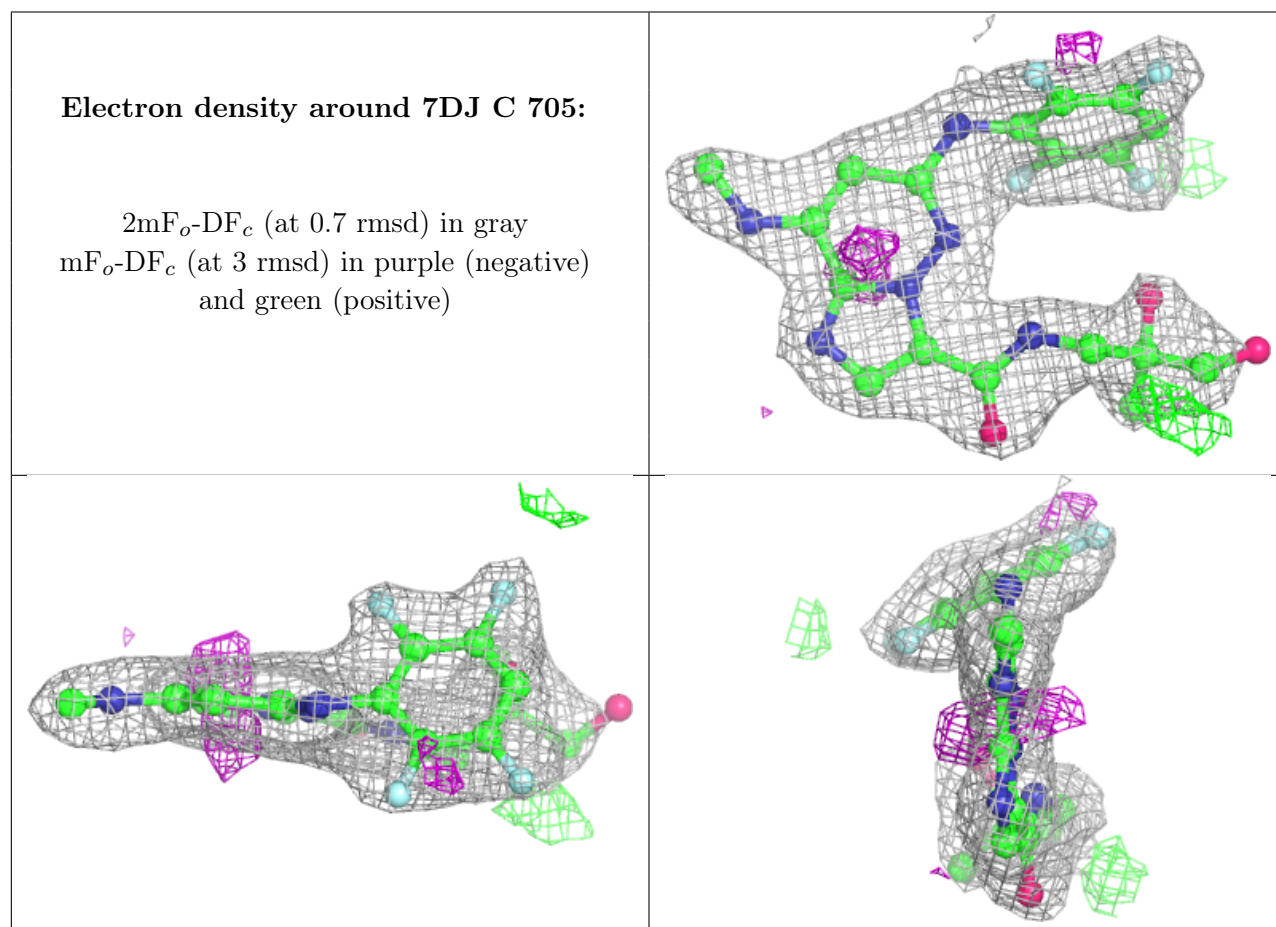 Electron density around 7DJ C 705:
2mFo-DFc (at 0.7 rmsd) in gray
mFo-DFc (at 3 rmsd) in purple (negative)
and green (positive)